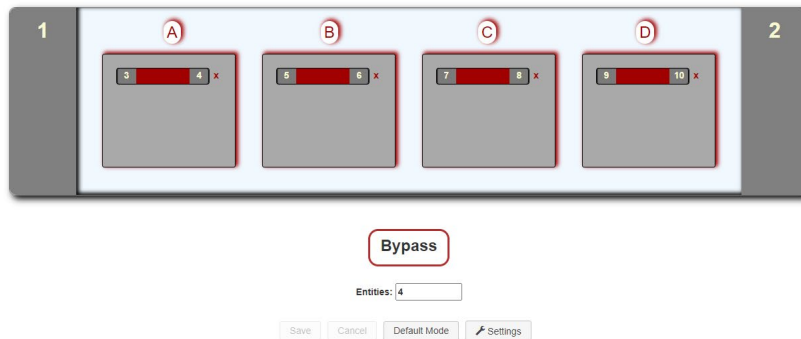 1 A B C D 2
3 4 x 5 6 x 7 8 x 9 10 x
Bypass
Entities: 4
Save Cancel Default Mode Settings